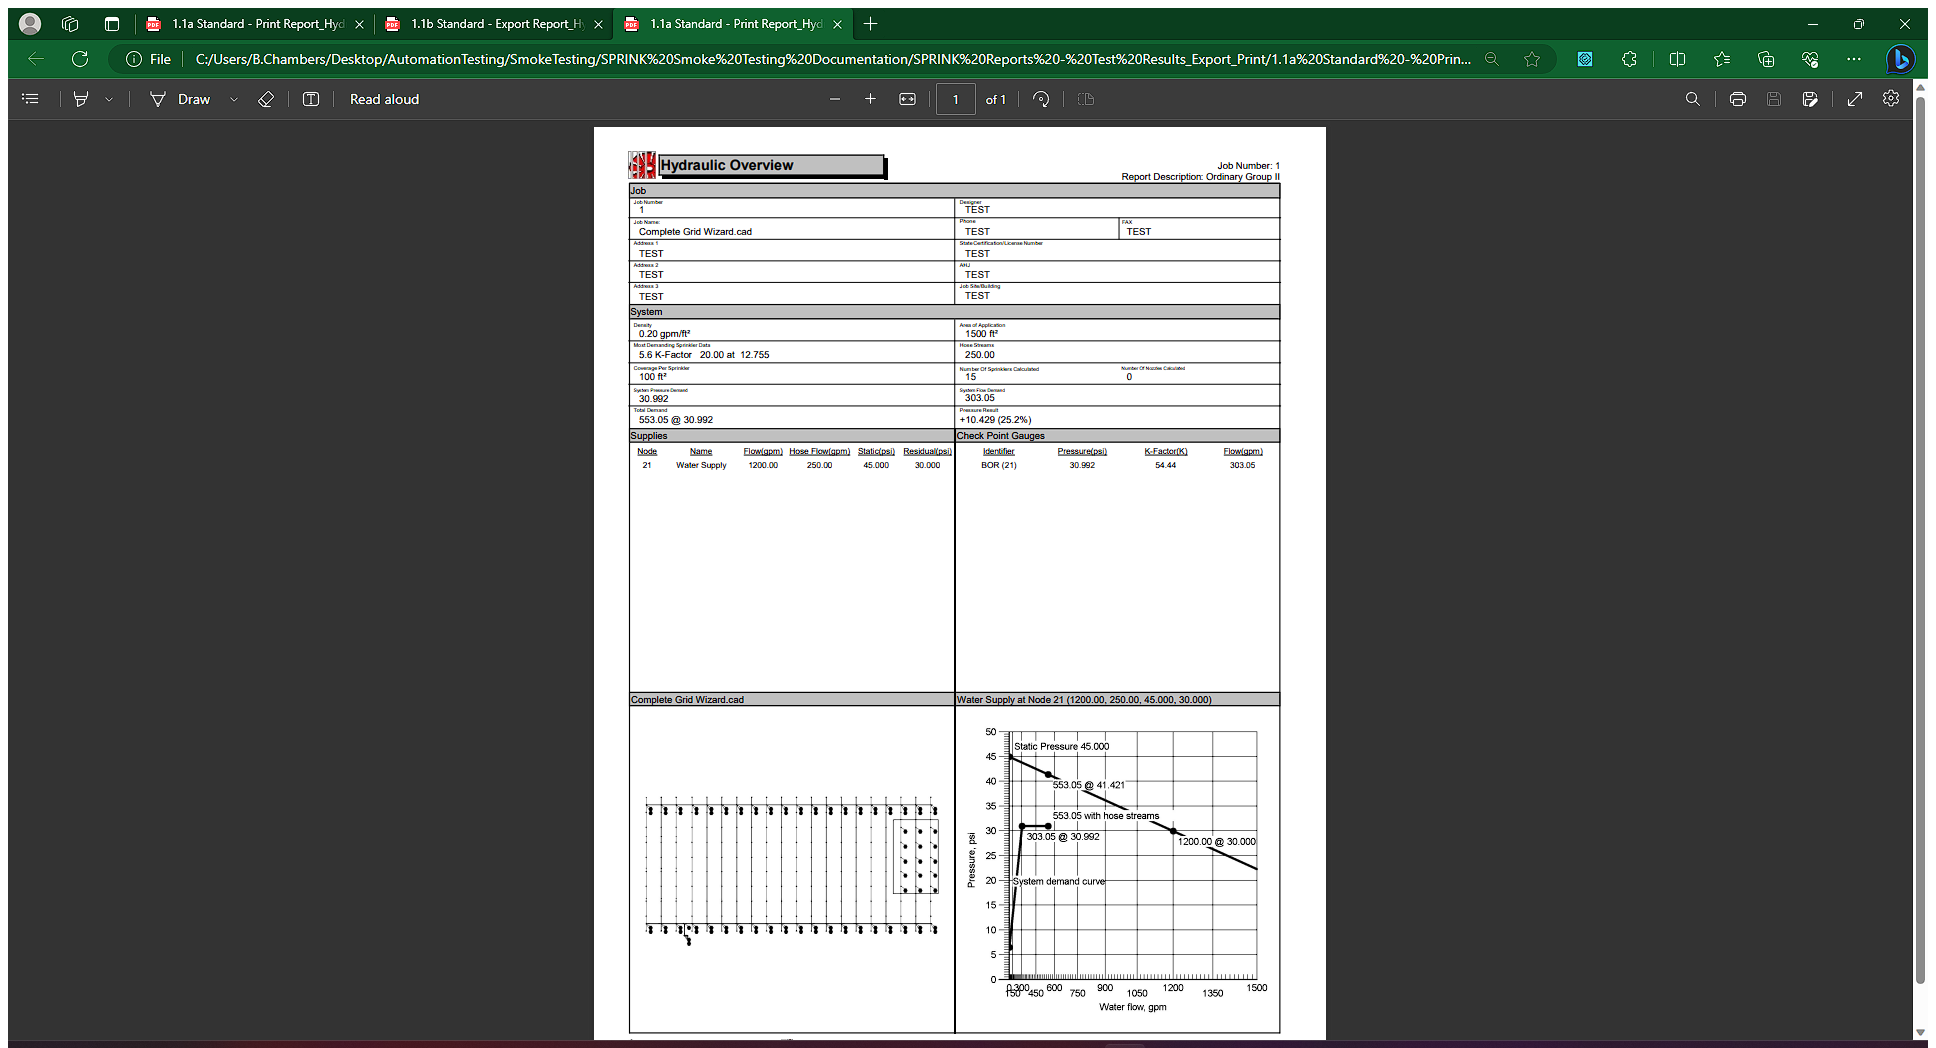 1.1a Standard - Print Report_Hyd
1.1b Standard - Export Report_H
1.1a Standard - Print Report_Hyd
File
C:/Users/B.Chambers/Desktop/AutomationTesting/SmokeTesting/SPRINK%20Smoke%20Testing%20Documentation/SPRINK%20Reports%20-%20Test%20Results_Export_Print/1.1a%20Standard%20-%20Prin...
Draw
Read aloud
1 of 1
Hydraulic Overview
Job Number: 1
Report Description: Ordinary Group II
Job
Job Number
1
Designer
TEST
Job Name:
Complete Grid Wizard.cad
Phone
TEST
FAX
TEST
Address 1
TEST
State Certification/License Number
TEST
Address 2
TEST
AHJ
TEST
Address 3
TEST
Job Site/Building
TEST
System
Density
0.20 gpm/ft²
Area of Application
1500 ft²
Most Demanding Sprinkler Data
5.6 K-Factor 20.00 at 12.755
Hose Streams
250.00
Coverage Per Sprinkler
100 ft²
Number Of Sprinklers Calculated
15
Number Of Nozzles Calculated
0
System Pressure Demand
30.992
System Flow Demand
303.05
Total Demand
553.05 @ 30.992
Pressure Result
+10.429 (25.2%)
Supplies
Node Name Flow(gpm) Hose Flow(gpm) Static(psi) Residual(psi)
21 Water Supply 1200.00 250.00 45.000 30.000
Check Point Gauges
Identifier Pressure(psi) K-Factor(K) Flow(gpm)
BOR (21) 30.992 54.44 303.05
Complete Grid Wizard.cad
Water Supply at Node 21 (1200.00, 250.00, 45.000, 30.000)
50
Static Pressure 45.000
45
40
553.05 @ 41.421
35
553.05 with hose streams
30
303.05 @ 30.992
1200.00 @ 30.000
25
20
System demand curve
15
10
5
0
Pressure, psi
0 300 600 900 1200 1500
150 450 750 1050 1350
Water flow, gpm